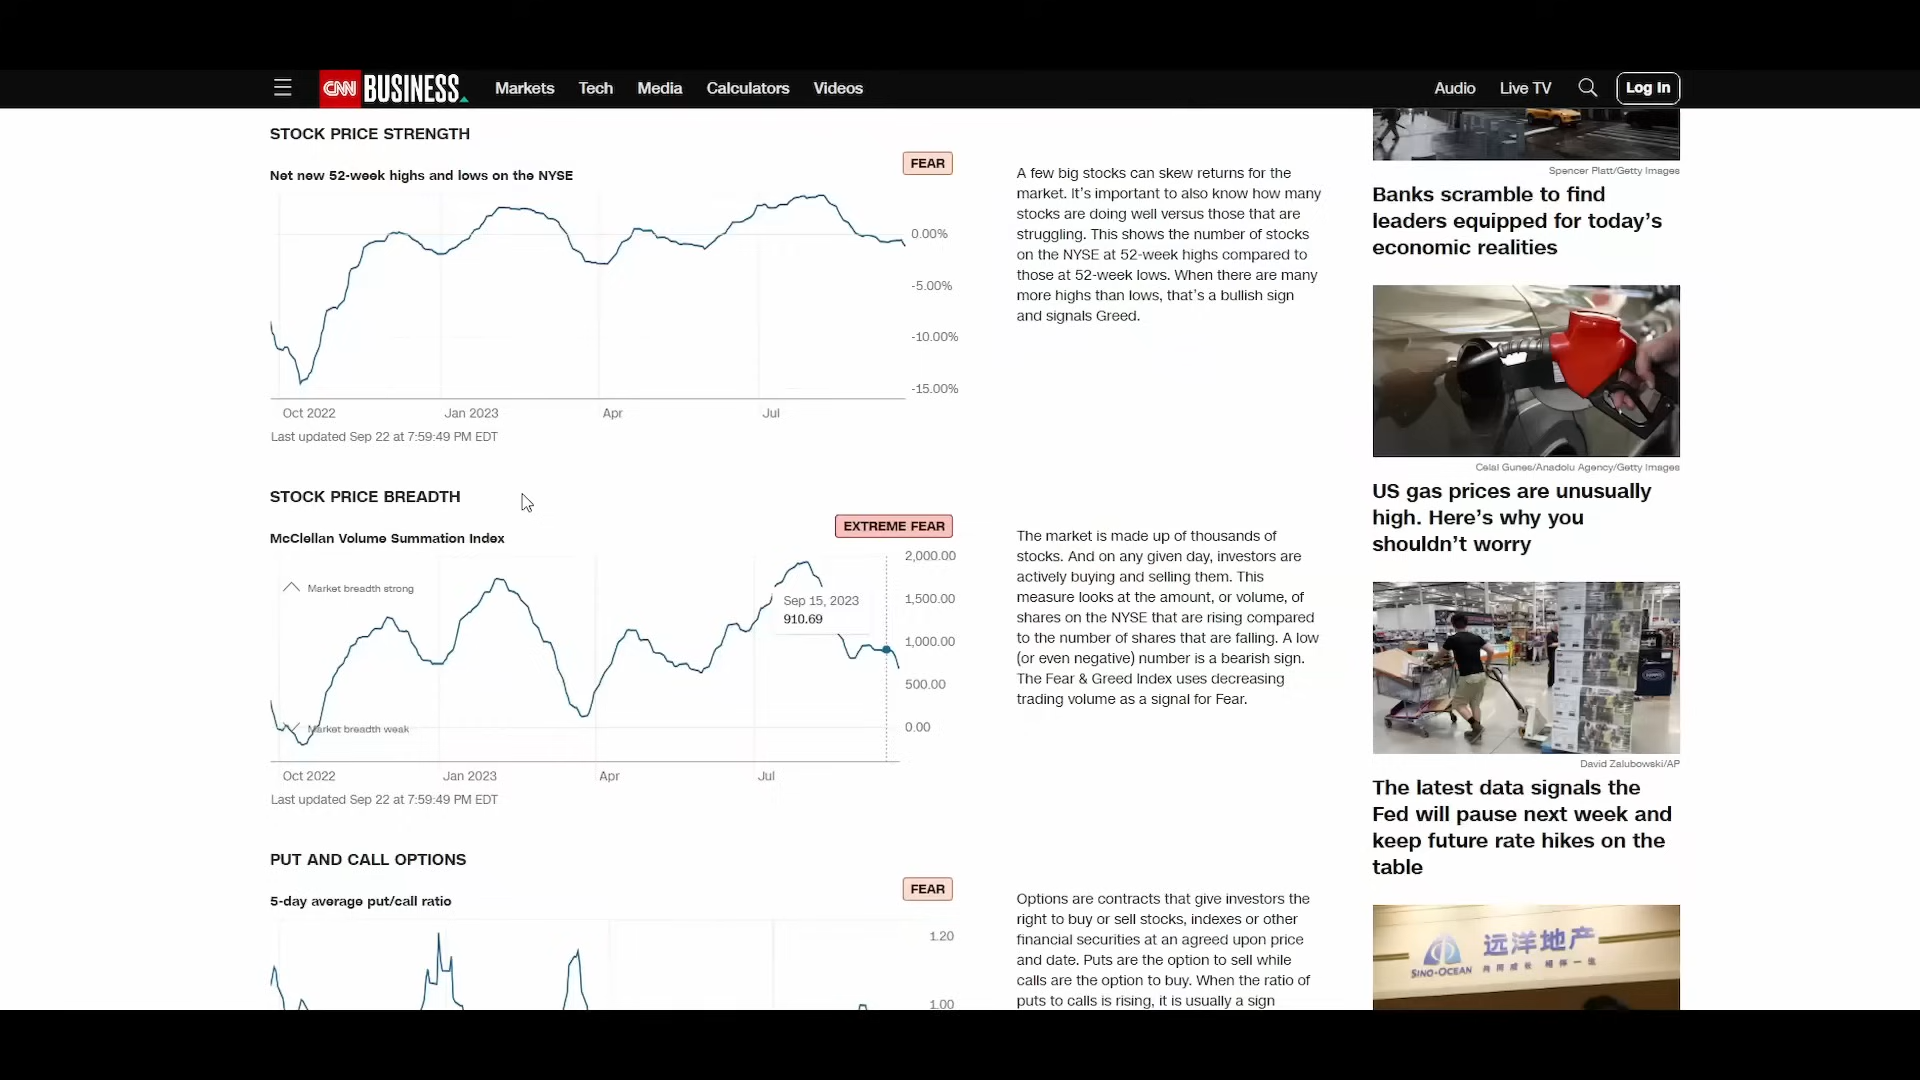 CNN BUSINESS
Markets
Tech
Media
Calculators
Videos
Audio
Live TV
Log In
STOCK PRICE STRENGTH
FEAR
Net new 52-week highs and lows on the NYSE
0.00%
-5.00%
-10.00%
-15.00%
Oct 2022
Jan 2023
Apr
Jul
Last updated Sep 22 at 7:59:49 PM EDT
A few big stocks can skew returns for the
market. It's important to also know how many
stocks are doing well versus those that are
struggling. This shows the number of stocks
on the NYSE at 52-week highs compared to
those at 52-week lows. When there are many
more highs than lows, that's a bullish sign
and signals Greed.
STOCK PRICE BREADTH
EXTREME FEAR
McClellan Volume Summation Index
2,000.00
1,500.00
1,000.00
500.00
0.00
Market breadth strong
Sep 15, 2023
910.69
Market breadth weak
Oct 2022
Jan 2023
Apr
Jul
Last updated Sep 22 at 7:59:49 PM EDT
The market is made up of thousands of
stocks. And on any given day, investors are
actively buying and selling them. This
measure looks at the amount, or volume, of
shares on the NYSE that are rising compared
to the number of shares that are falling. A low
(or even negative) number is a bearish sign.
The Fear & Greed Index uses decreasing
trading volume as a signal for Fear.
PUT AND CALL OPTIONS
FEAR
5-day average put/call ratio
1.20
1.00
Options are contracts that give investors the
right to buy or sell stocks, indexes or other
financial securities at an agreed upon price
and date. Puts are the option to sell while
calls are the option to buy. When the ratio of
puts to calls is rising, it is usually a sign
Spencer Platt/Getty Images
Banks scramble to find
leaders equipped for today's
economic realities
Celal Gunes/Anadolu Agency/Getty Images
US gas prices are unusually
high. Here's why you
shouldn't worry
David Zalubowski/AP
The latest data signals the
Fed will pause next week and
keep future rate hikes on the
table
远洋地产
SINO-OCEAN